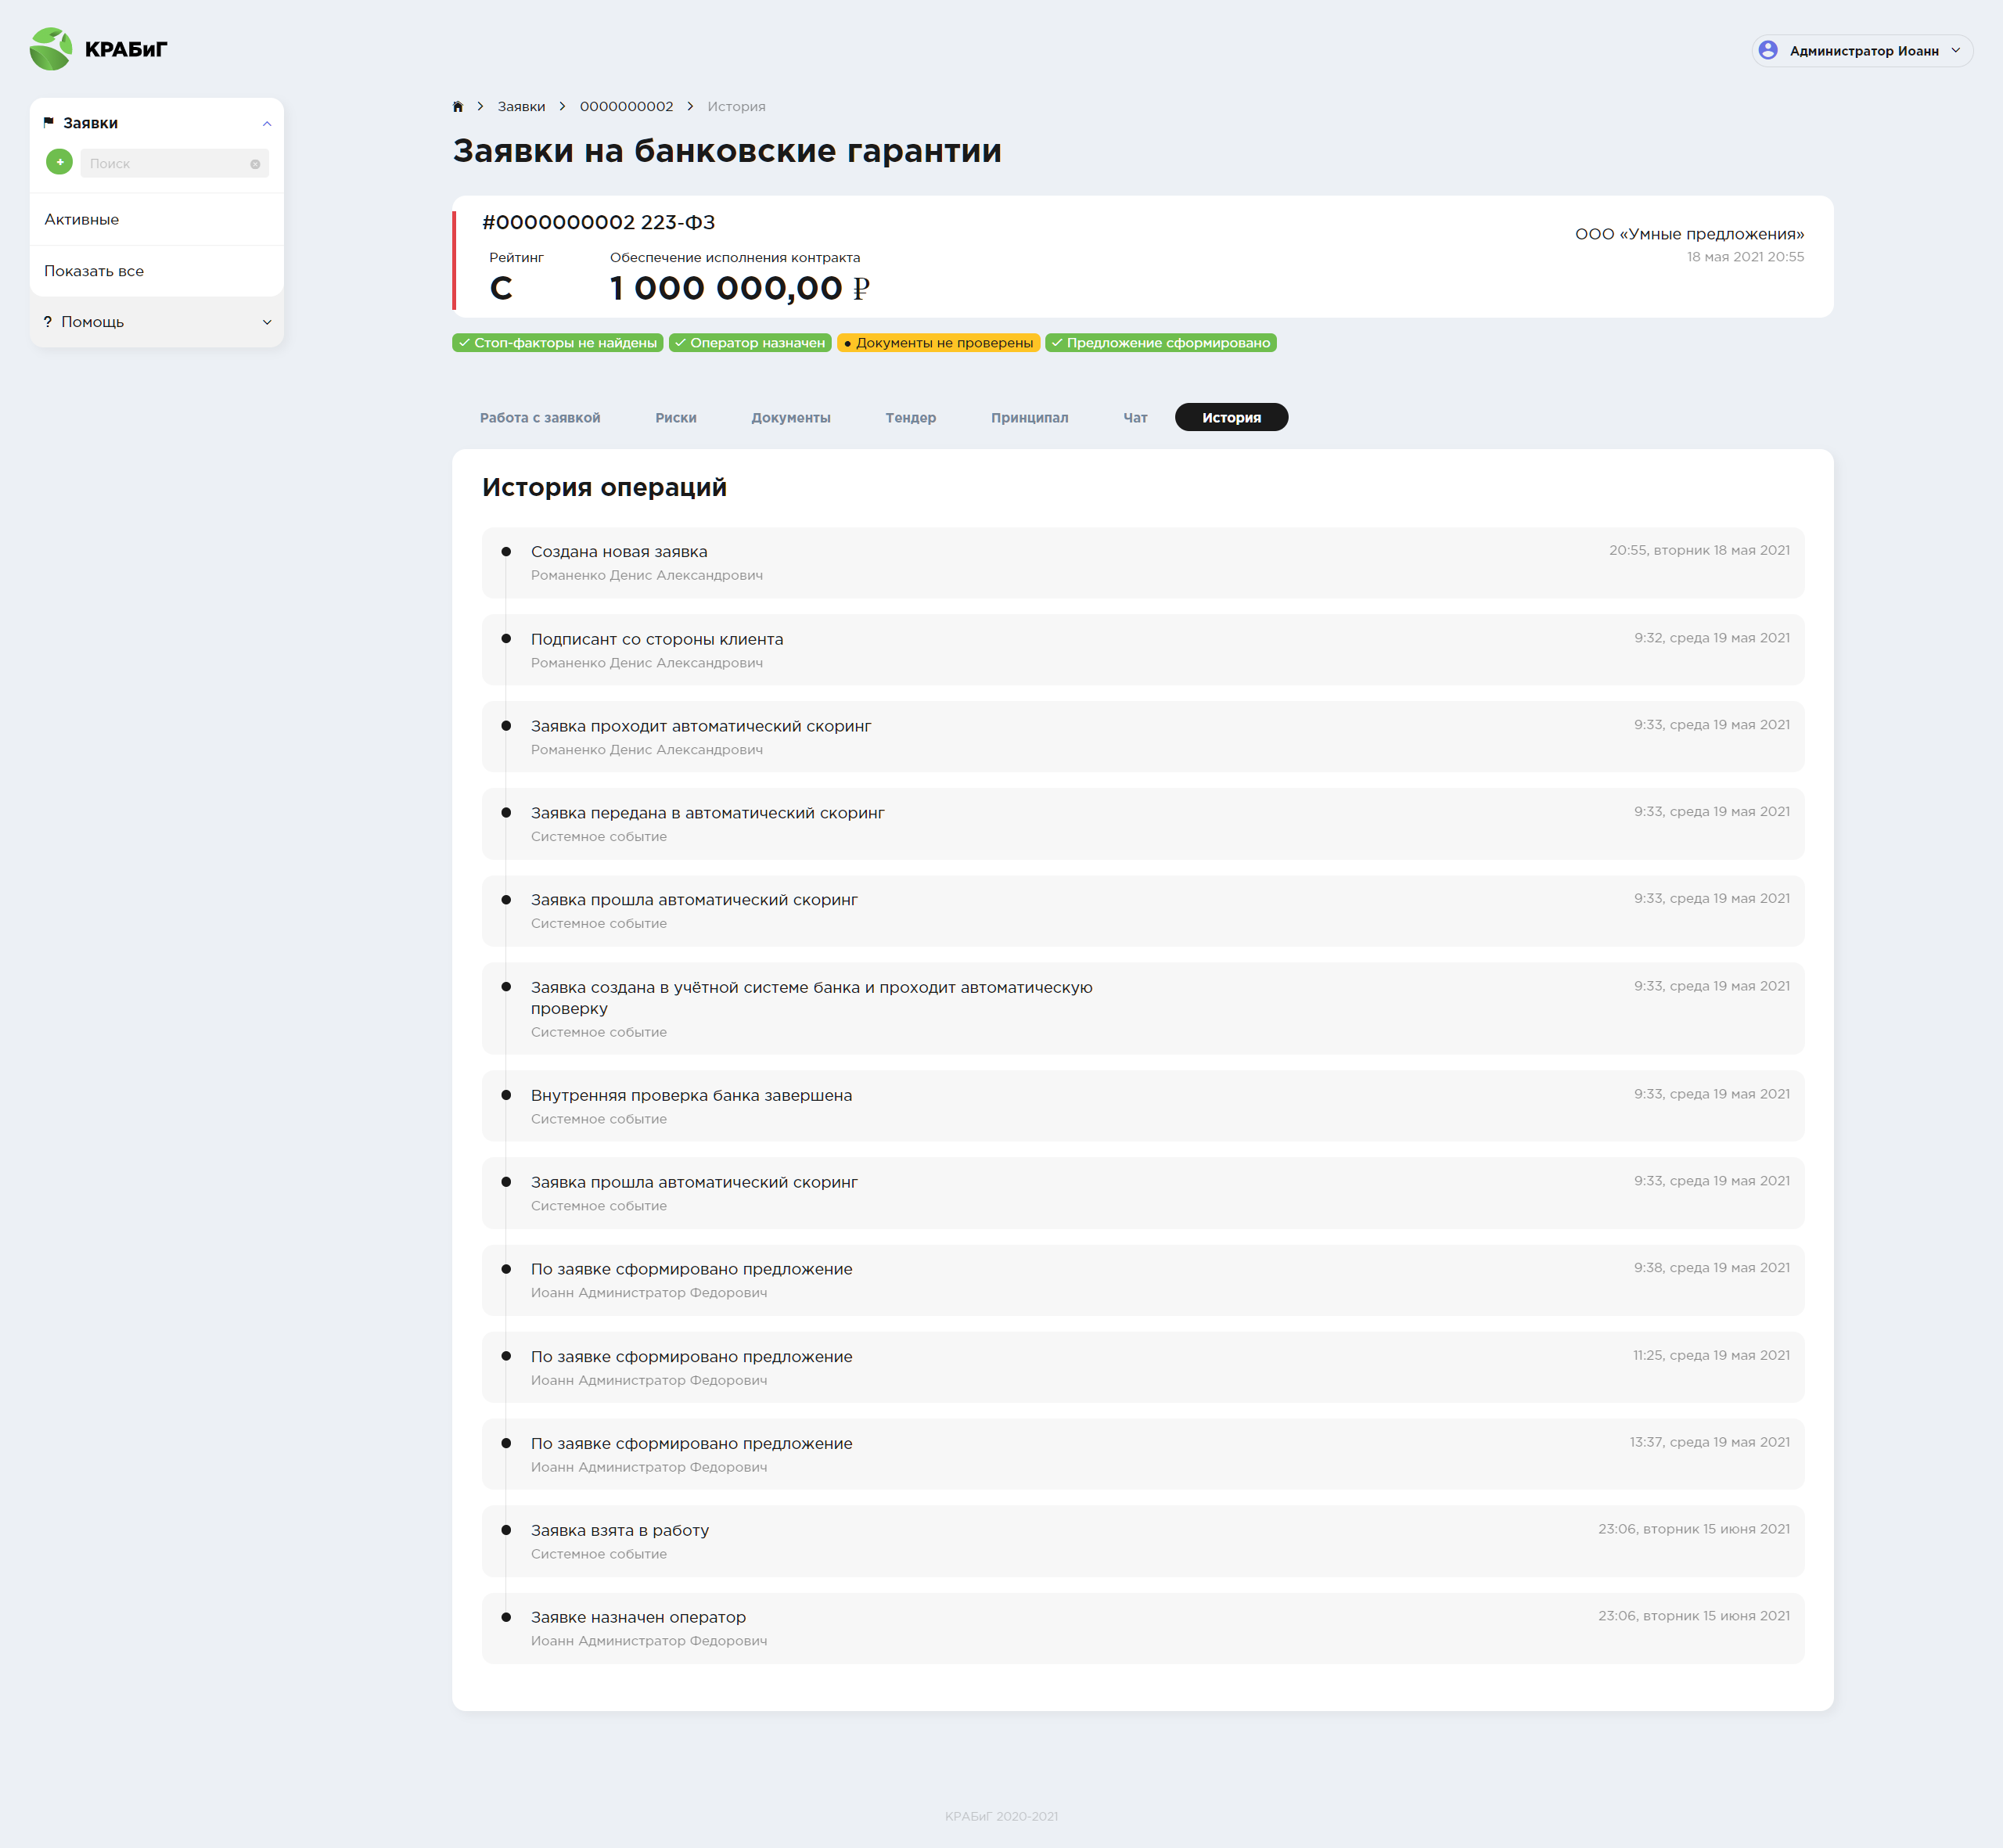 КРАБиГ
Администратор Иоанн
Заявки
+
Поиск
Активные
Показать все
? Помощь
Заявки
0000000002
История
Заявки на банковские гарантии
#0000000002 223-ФЗ
Рейтинг
C
Обеспечение исполнения контракта
1 000 000,00 ₽
ООО «Умные предложения»
18 мая 2021 20:55
Стоп-факторы не найдены
Оператор назначен
Документы не проверены
Предложение сформировано
Работа с заявкой
Риски
Документы
Тендер
Принципал
Чат
История
История операций
Создана новая заявка
20:55, вторник 18 мая 2021
Романенко Денис Александрович
Подписант со стороны клиента
9:32, среда 19 мая 2021
Романенко Денис Александрович
Заявка проходит автоматический скоринг
9:33, среда 19 мая 2021
Романенко Денис Александрович
Заявка передана в автоматический скоринг
9:33, среда 19 мая 2021
Системное событие
Заявка прошла автоматический скоринг
9:33, среда 19 мая 2021
Системное событие
Заявка создана в учётной системе банка и проходит автоматическую
проверку
9:33, среда 19 мая 2021
Системное событие
Внутренняя проверка банка завершена
9:33, среда 19 мая 2021
Системное событие
Заявка прошла автоматический скоринг
9:33, среда 19 мая 2021
Системное событие
По заявке сформировано предложение
9:38, среда 19 мая 2021
Иоанн Администратор Федорович
По заявке сформировано предложение
11:25, среда 19 мая 2021
Иоанн Администратор Федорович
По заявке сформировано предложение
13:37, среда 19 мая 2021
Иоанн Администратор Федорович
Заявка взята в работу
23:06, вторник 15 июня 2021
Системное событие
Заявке назначен оператор
23:06, вторник 15 июня 2021
Иоанн Администратор Федорович
КРАБиГ 2020-2021